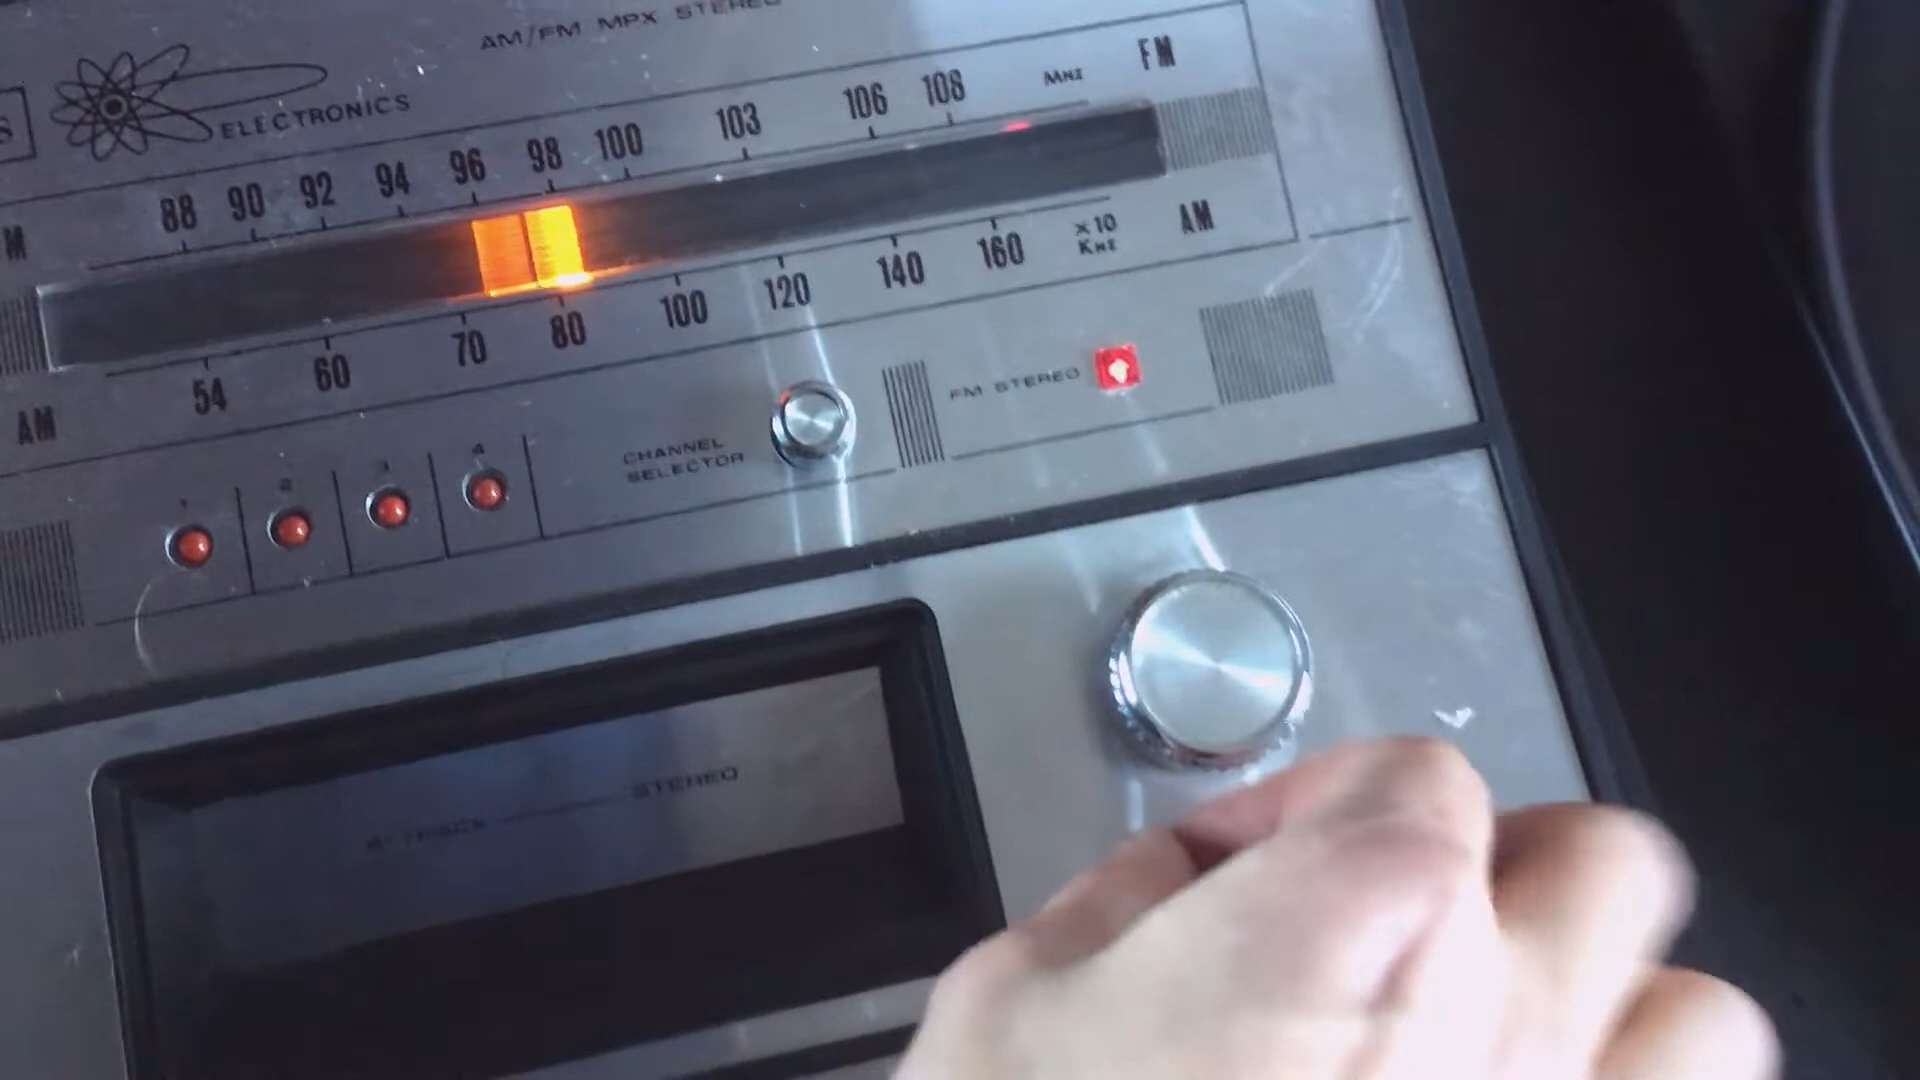 AM/FM MPX STEREO
S
ELECTRONICS
M 88 90 92 94 96 98 100 103 106 108 MHZ FM
AM 54 60 70 80 100 120 140 160 x10 KHZ AM
1 2 3 4
CHANNEL
SELECTOR
FM STEREO
8-TRACK STEREO